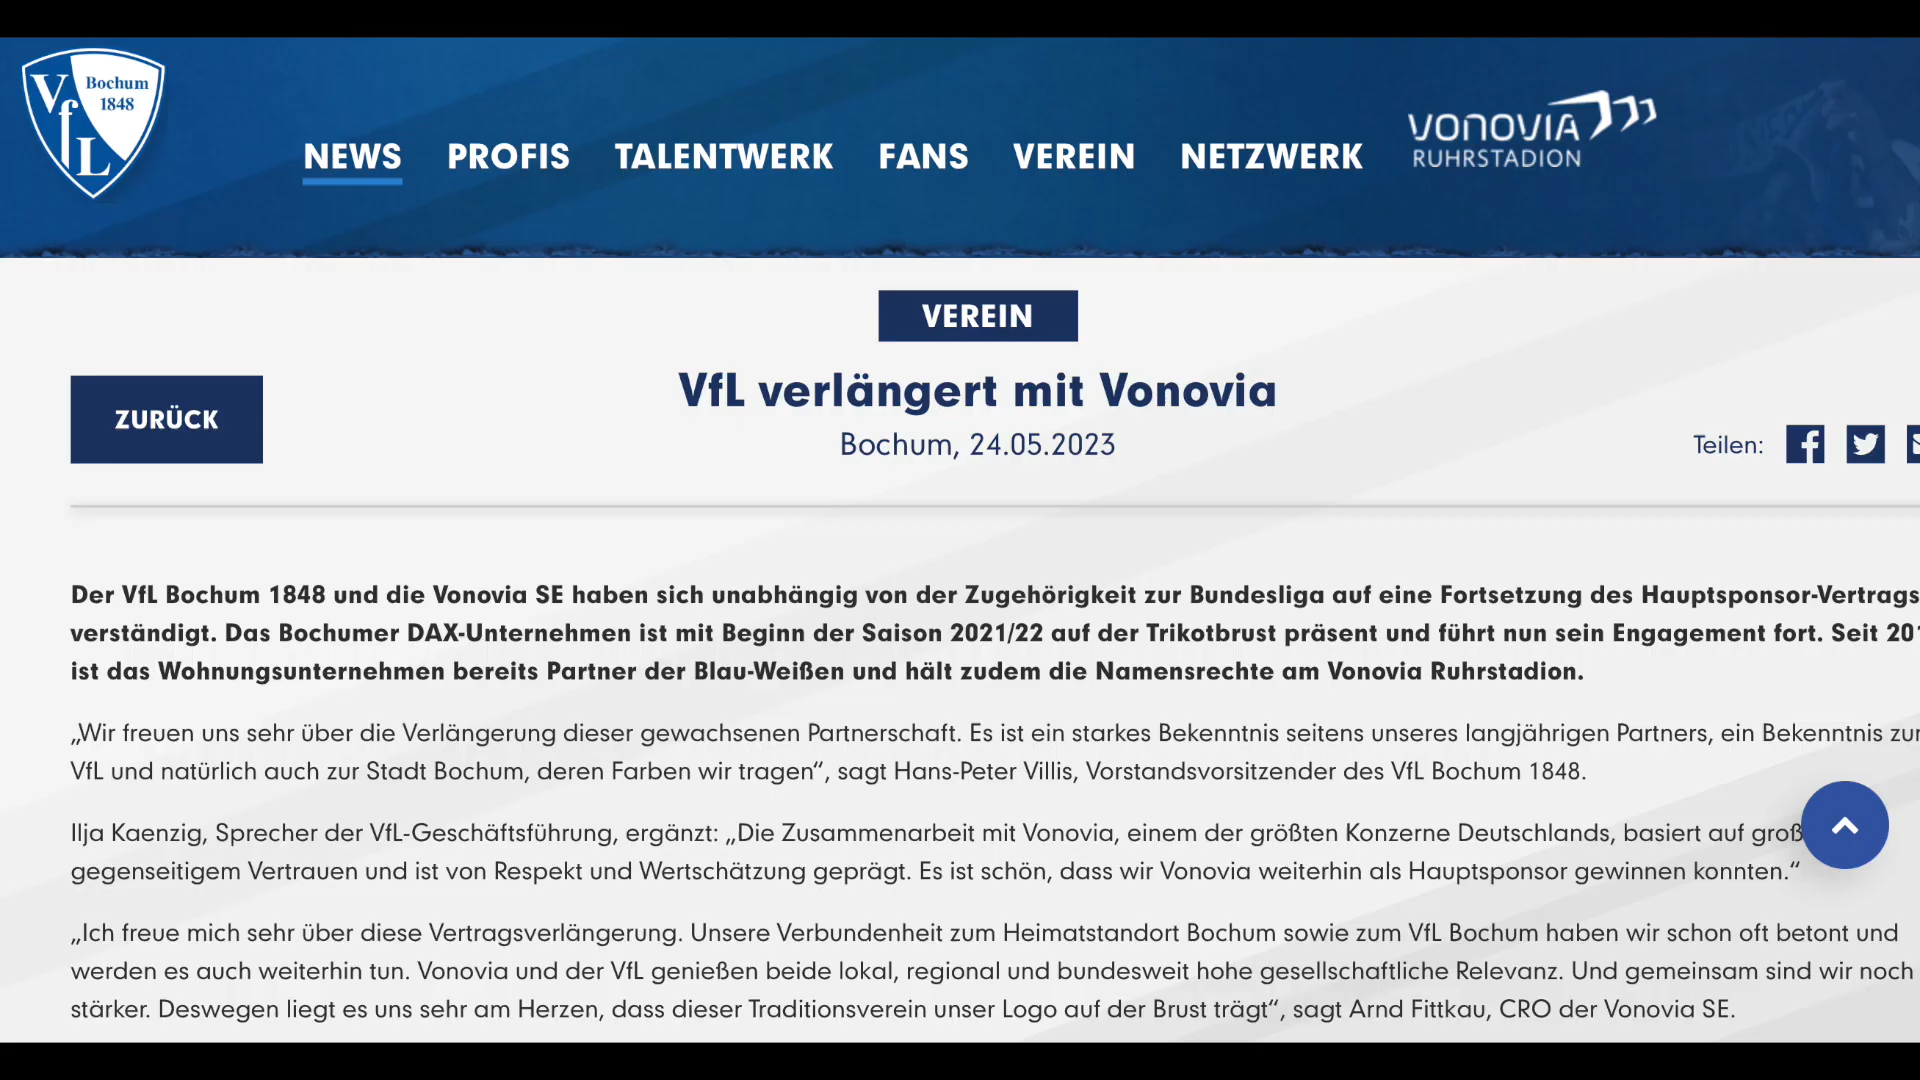 Bochum
1848
VfL
NEWS PROFIS TALENTWERK FANS VEREIN NETZWERK
VONOVIA
RUHRSTADION
VEREIN
ZURÜCK
VfL verlängert mit Vonovia
Bochum, 24.05.2023
Teilen:
Der VfL Bochum 1848 und die Vonovia SE haben sich unabhängig von der Zugehörigkeit zur Bundesliga auf eine Fortsetzung des Hauptsponsor-Vertrags
verständigt. Das Bochumer DAX-Unternehmen ist mit Beginn der Saison 2021/22 auf der Trikotbrust präsent und führt nun sein Engagement fort. Seit
ist das Wohnungsunternehmen bereits Partner der Blau-Weißen und hält zudem die Namensrechte am Vonovia Ruhrstadion.
„Wir freuen uns sehr über die Verlängerung dieser gewachsenen Partnerschaft. Es ist ein starkes Bekenntnis seitens unseres langjährigen Partners, ein Bekenntnis
VfL und natürlich auch zur Stadt Bochum, deren Farben wir tragen“, sagt Hans-Peter Villis, Vorstandsvorsitzender des VfL Bochum 1848.
Ilja Kaenzig, Sprecher der VfL-Geschäftsführung, ergänzt: „Die Zusammenarbeit mit Vonovia, einem der größten Konzerne Deutschlands, basiert auf
gegenseitigem Vertrauen und ist von Respekt und Wertschätzung geprägt. Es ist schön, dass wir Vonovia weiterhin als Hauptsponsor gewinnen konnten.“
„Ich freue mich sehr über diese Vertragsverlängerung. Unsere Verbundenheit zum Heimatstandort Bochum sowie zum VfL Bochum haben wir schon oft betont und
werden es auch weiterhin tun. Vonovia und der VfL genießen beide lokal, regional und bundesweit hohe gesellschaftliche Relevanz. Und gemeinsam sind wir noch
stärker. Deswegen liegt es uns sehr am Herzen, dass dieser Traditionsverein unser Logo auf der Brust trägt“, sagt Arnd Fittkau, CRO der Vonovia SE.